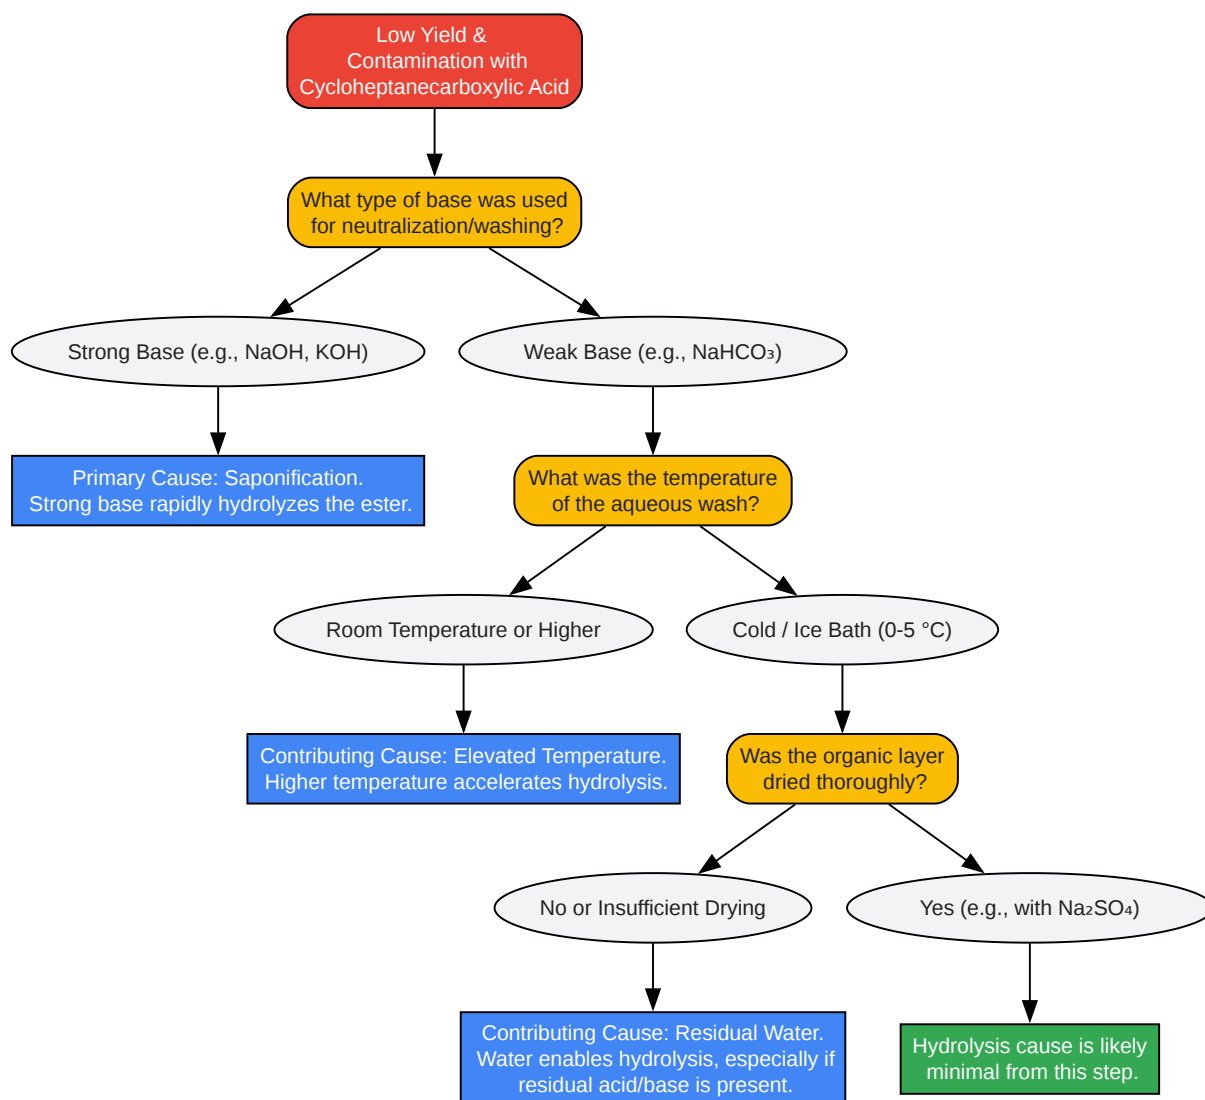 Low Yield &
Contamination with
Cycloheptanecarboxylic Acid
What type of base was used
for neutralization/washing?
Strong Base (e.g., NaOH, KOH)
Weak Base (e.g., NaHCO₃)
Primary Cause: Saponification.
Strong base rapidly hydrolyzes the ester.
What was the temperature
of the aqueous wash?
Room Temperature or Higher
Cold / Ice Bath (0-5 °C)
Contributing Cause: Elevated Temperature.
Higher temperature accelerates hydrolysis.
Was the organic layer
dried thoroughly?
No or Insufficient Drying
Yes (e.g., with Na₂SO₄)
Contributing Cause: Residual Water.
Water enables hydrolysis, especially if
residual acid/base is present.
Hydrolysis cause is likely
minimal from this step.